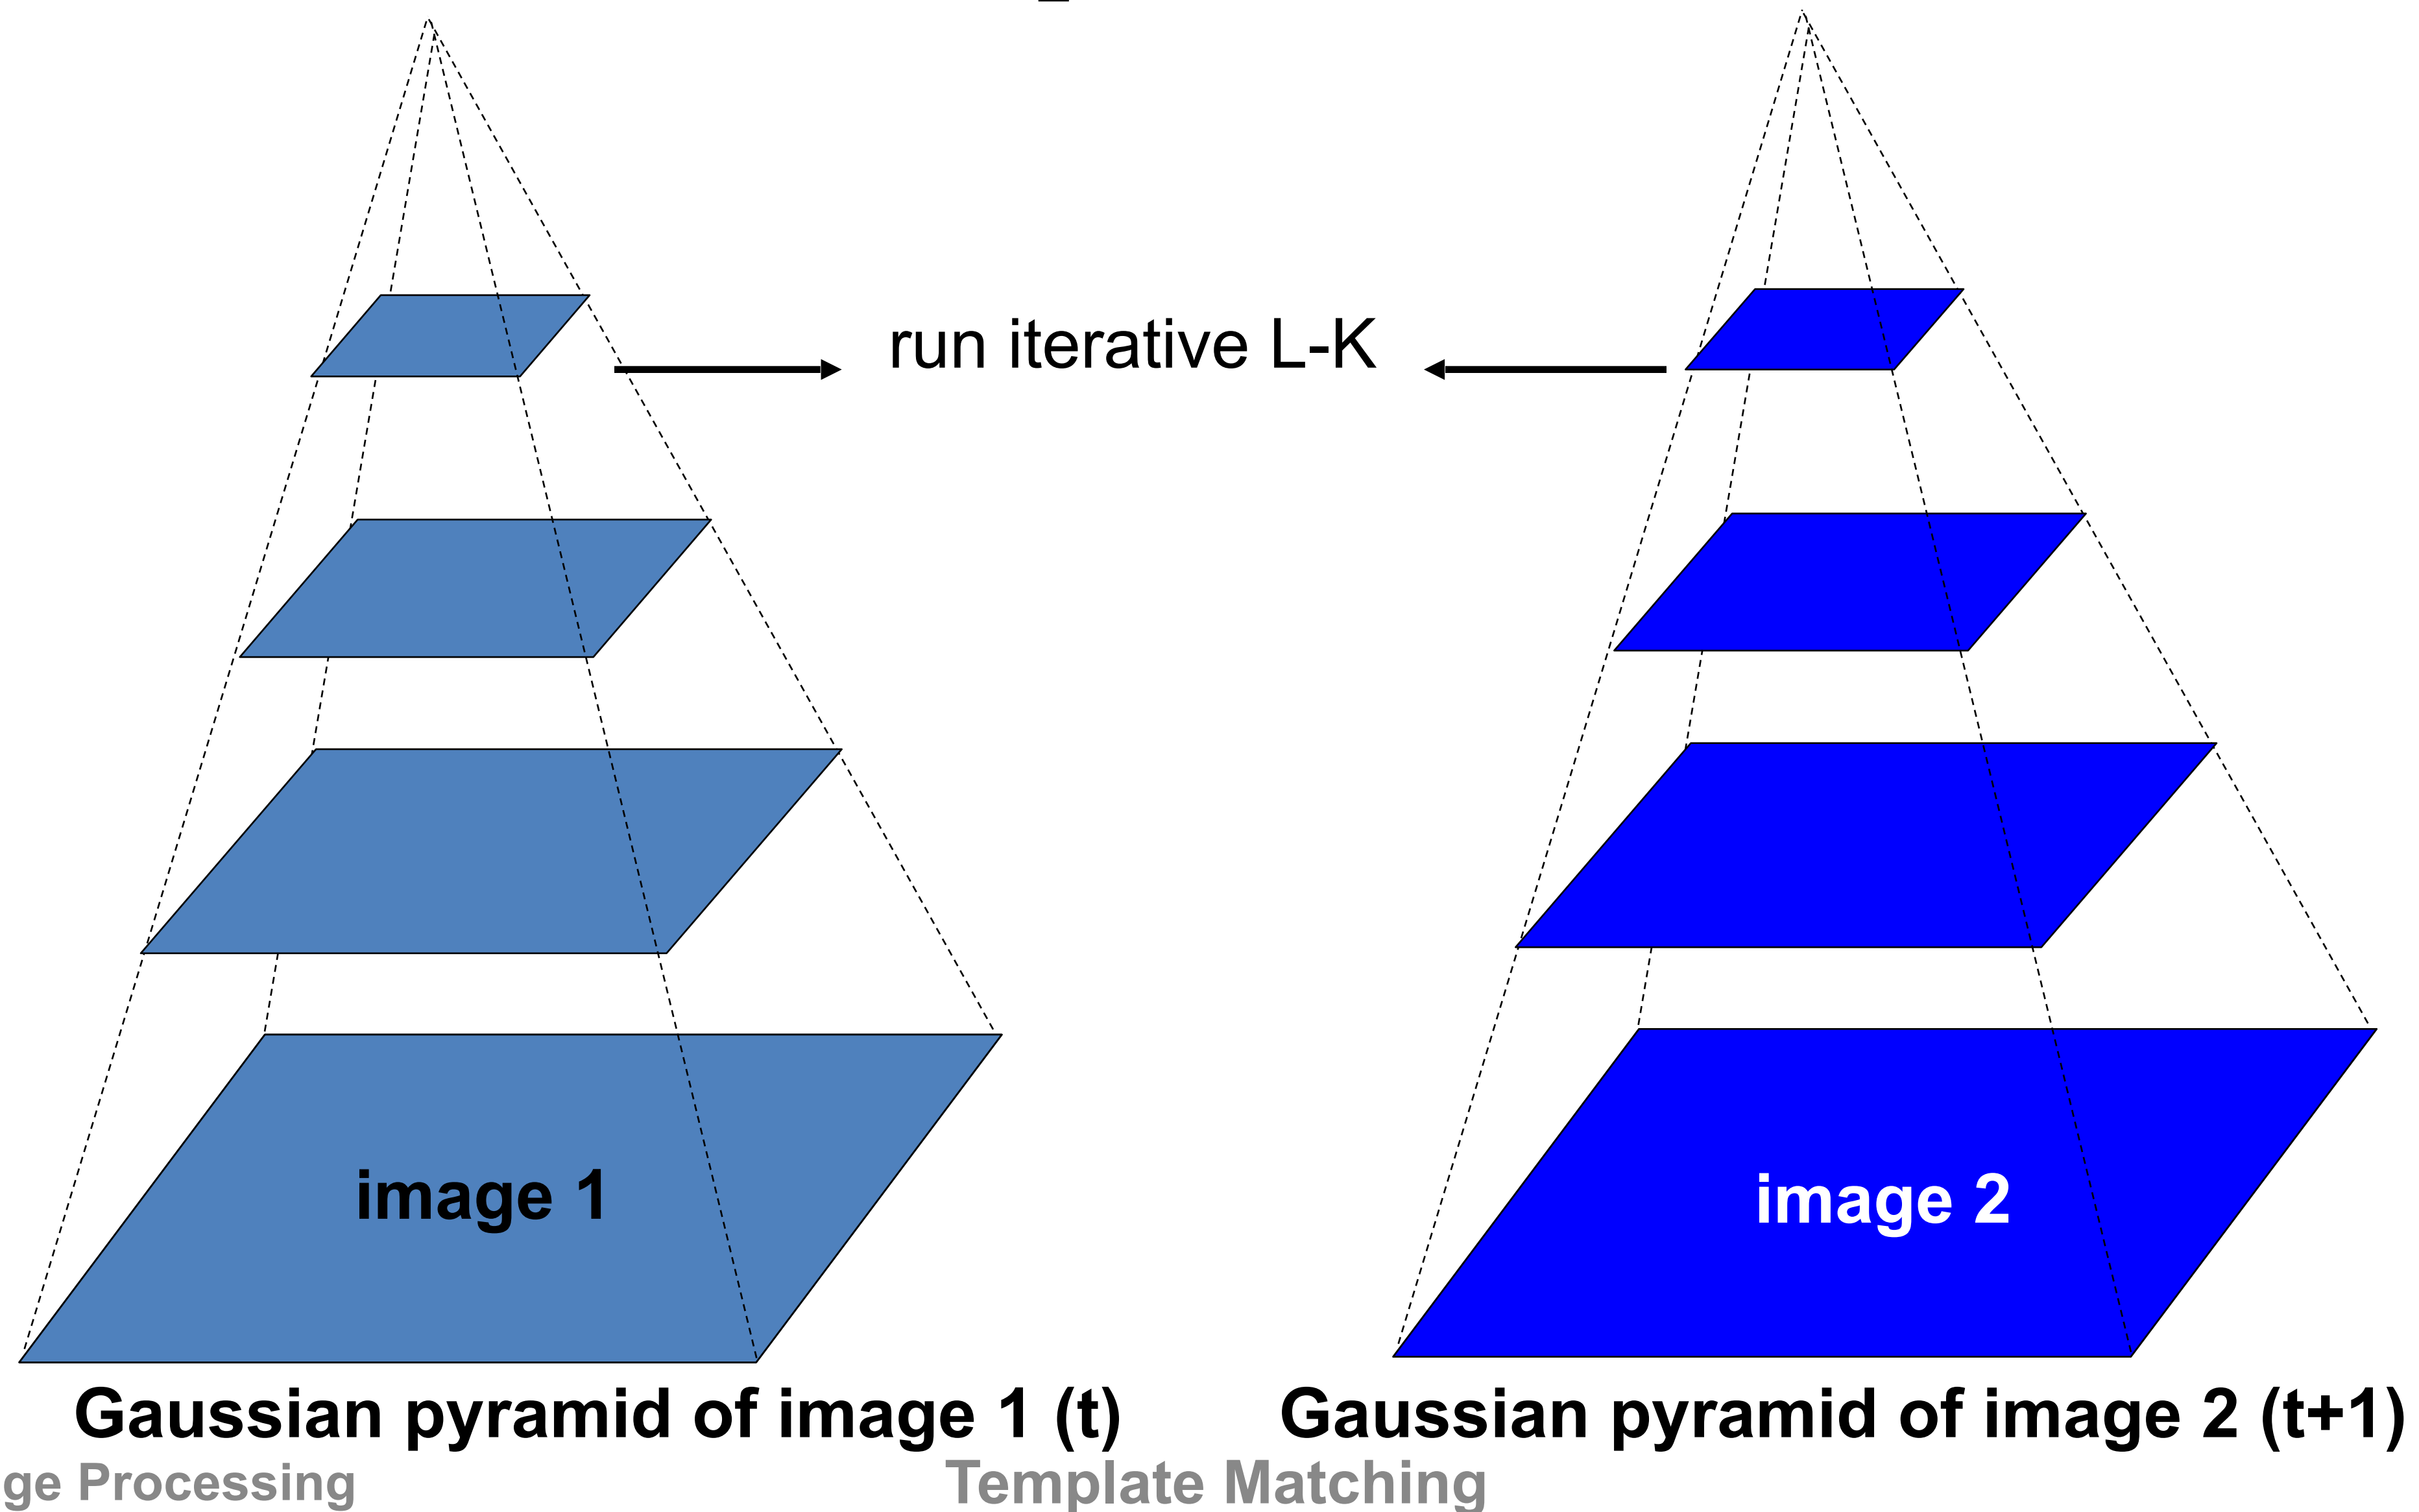 run iterative L-K
image 1
image 2
Gaussian pyramid of image 1 (t)
Gaussian pyramid of image 2 (t+1)
ge Processing
Template Matching